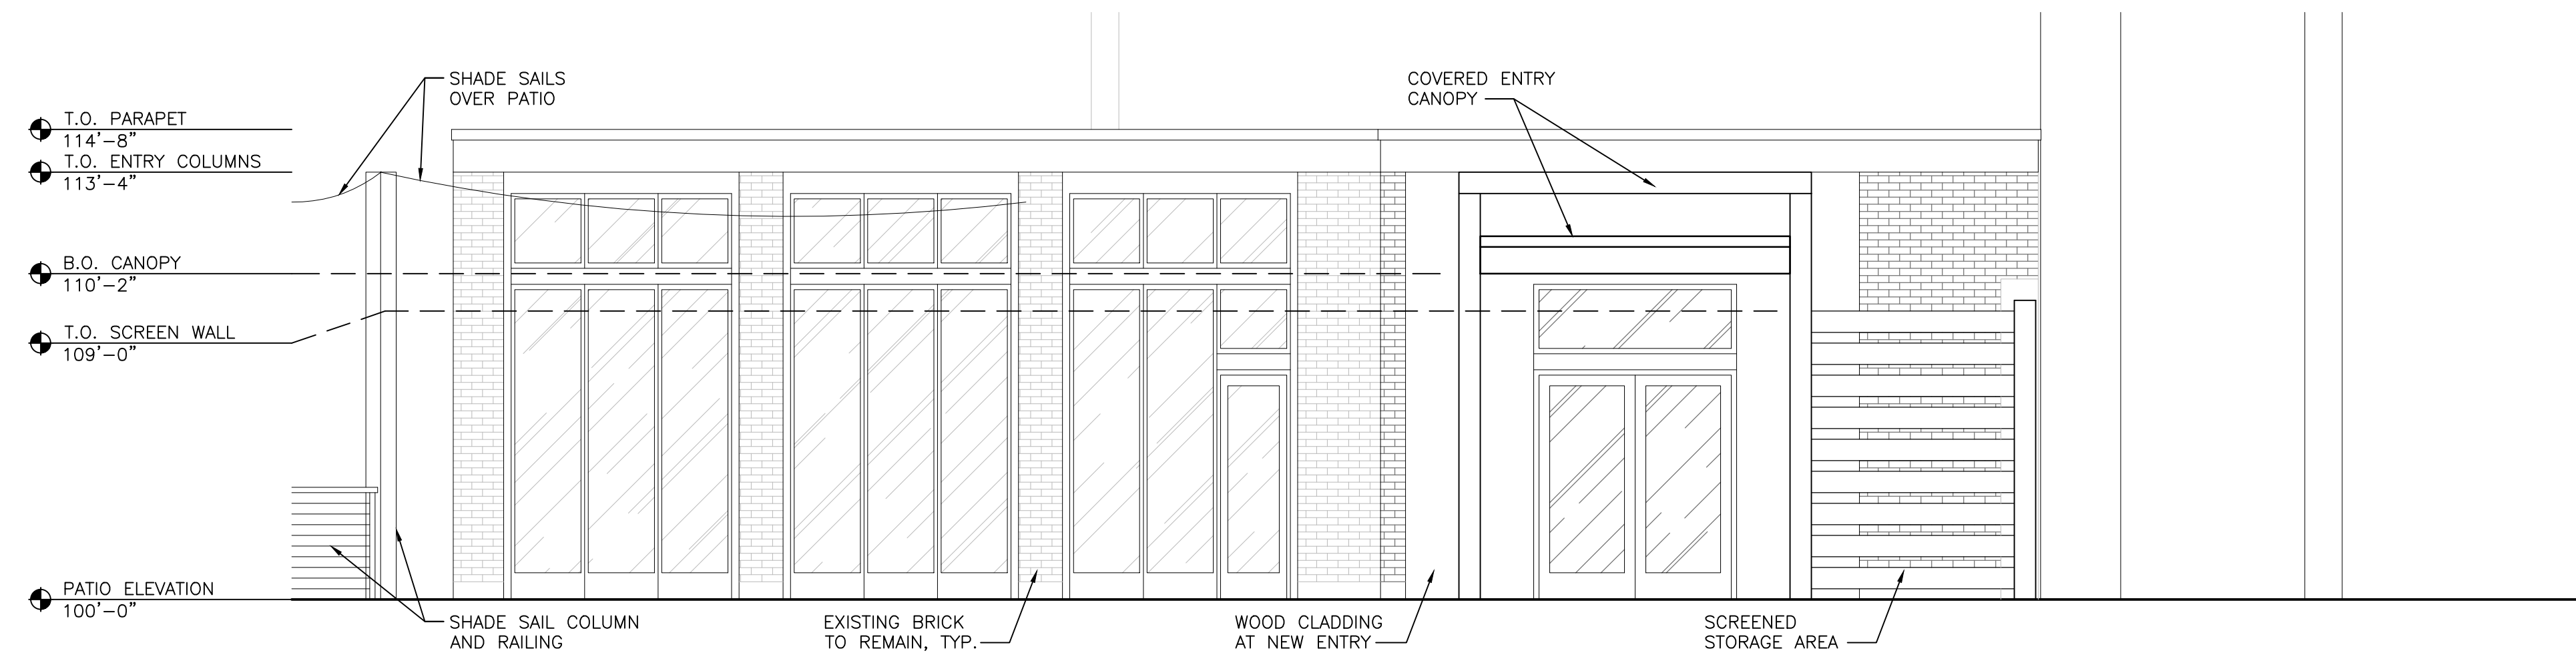 SHADE SAILS
OVER PATIO
COVERED ENTRY
CANOPY
T.O. PARAPET
114'-8"
T.O. ENTRY COLUMNS
113'-4"
B.O. CANOPY
110'-2"
T.O. SCREEN WALL
109'-0"
PATIO ELEVATION
100'-0"
SHADE SAIL COLUMN
AND RAILING
EXISTING BRICK
TO REMAIN, TYP.
WOOD CLADDING
AT NEW ENTRY
SCREENED
STORAGE AREA